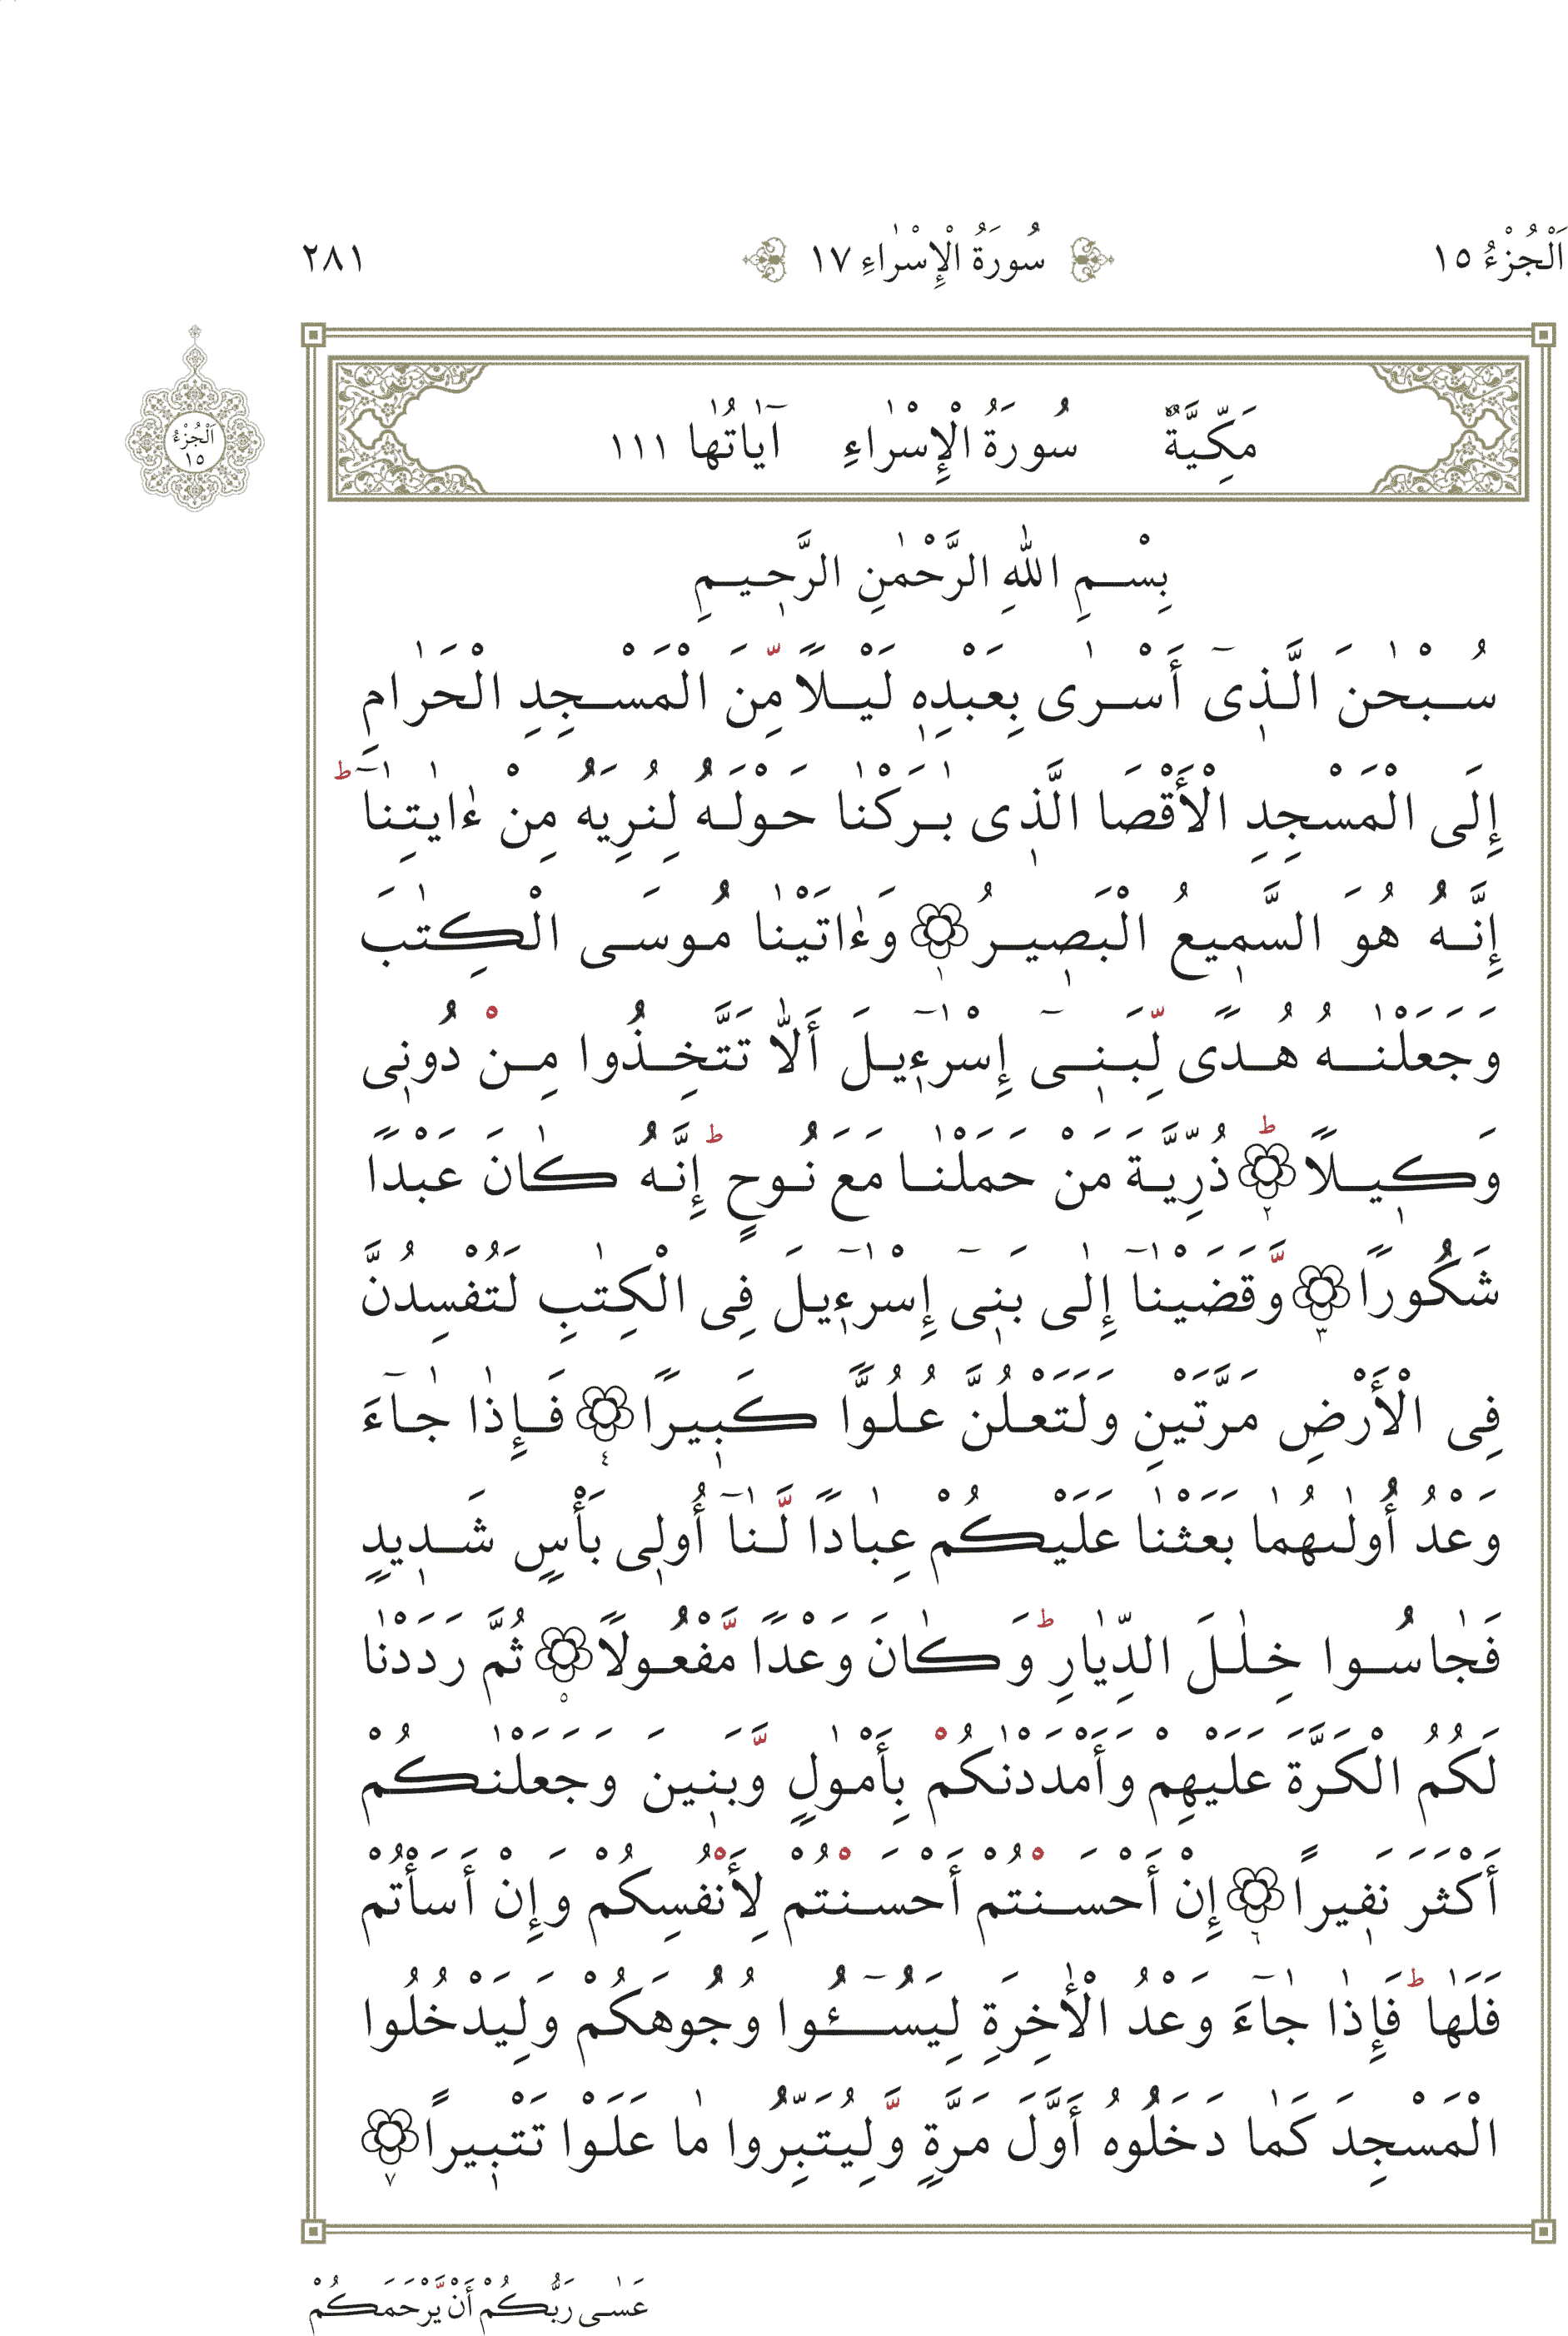 اَلْجُزْءُ ١٥
سُورَةُ الْإِسْرٰاءِ ١٧
٢٨١
اَلْجُزْءُ
١٥
مَكِّيَّةٌ سُورَةُ الْإِسْرٰاءِ آيٰاتُهٰا ١١١
بِسْمِ اللّٰهِ الرَّحْمٰنِ الرَّحٖيمِ
سُبْحٰنَ الَّذٖىٓ أَسْرٰى بِعَبْدِهٖ لَيْلًا مِّنَ الْمَسْجِدِ الْحَرٰامِ
إِلَى الْمَسْجِدِ الْأَقْصَا الَّذٖى بٰرَكْنٰا حَوْلَهُ لِنُرِيَهُ مِنْ ءٰايٰتِنٰآ ط
إِنَّهُ هُوَ السَّمٖيعُ الْبَصٖيرُ ١ وَءٰاتَيْنٰا مُوسَى الْكِتٰبَ
وَجَعَلْنٰهُ هُدًى لِّبَنٖىٓ إِسْرٰٓءٖيلَ أَلّٰا تَتَّخِذُوا مِنْ دُونٖى
وَكٖيلًا ط ٢ ذُرِّيَّةَ مَنْ حَمَلْنٰا مَعَ نُوحٍ ط إِنَّهُ كٰانَ عَبْدًا
شَكُورًا ٣ وَّقَضَيْنٰآ إِلٰى بَنٖىٓ إِسْرٰٓءٖيلَ فِى الْكِتٰبِ لَتُفْسِدُنَّ
فِى الْأَرْضِ مَرَّتَيْنِ وَلَتَعْلُنَّ عُلُوًّا كَبٖيرًا ٤ فَإِذٰا جٰآءَ
وَعْدُ أُولٰىهُمٰا بَعَثْنٰا عَلَيْكُمْ عِبٰادًا لَّنٰآ أُولٖى بَأْسٍ شَدٖيدٍ
فَجٰاسُوا خِلٰلَ الدِّيٰارِ ط وَكٰانَ وَعْدًا مَّفْعُولًا ٥ ثُمَّ رَدَدْنٰا
لَكُمُ الْكَرَّةَ عَلَيْهِمْ وَأَمْدَدْنٰكُمْ بِأَمْوٰلٍ وَّبَنٖينَ وَجَعَلْنٰكُمْ
أَكْثَرَ نَفٖيرًا ٦ إِنْ أَحْسَنْتُمْ أَحْسَنْتُمْ لِأَنْفُسِكُمْ وَإِنْ أَسَأْتُمْ
فَلَهٰا ط فَإِذٰا جٰآءَ وَعْدُ الْأٰخِرَةِ لِيَسُۥٓـُٔوا وُجُوهَكُمْ وَلِيَدْخُلُوا
الْمَسْجِدَ كَمٰا دَخَلُوهُ أَوَّلَ مَرَّةٍ وَّلِيُتَبِّرُوا مٰا عَلَوْا تَتْبٖيرًا ٧
عَسٰى رَبُّكُمْ أَنْ يَّرْحَمَكُمْ